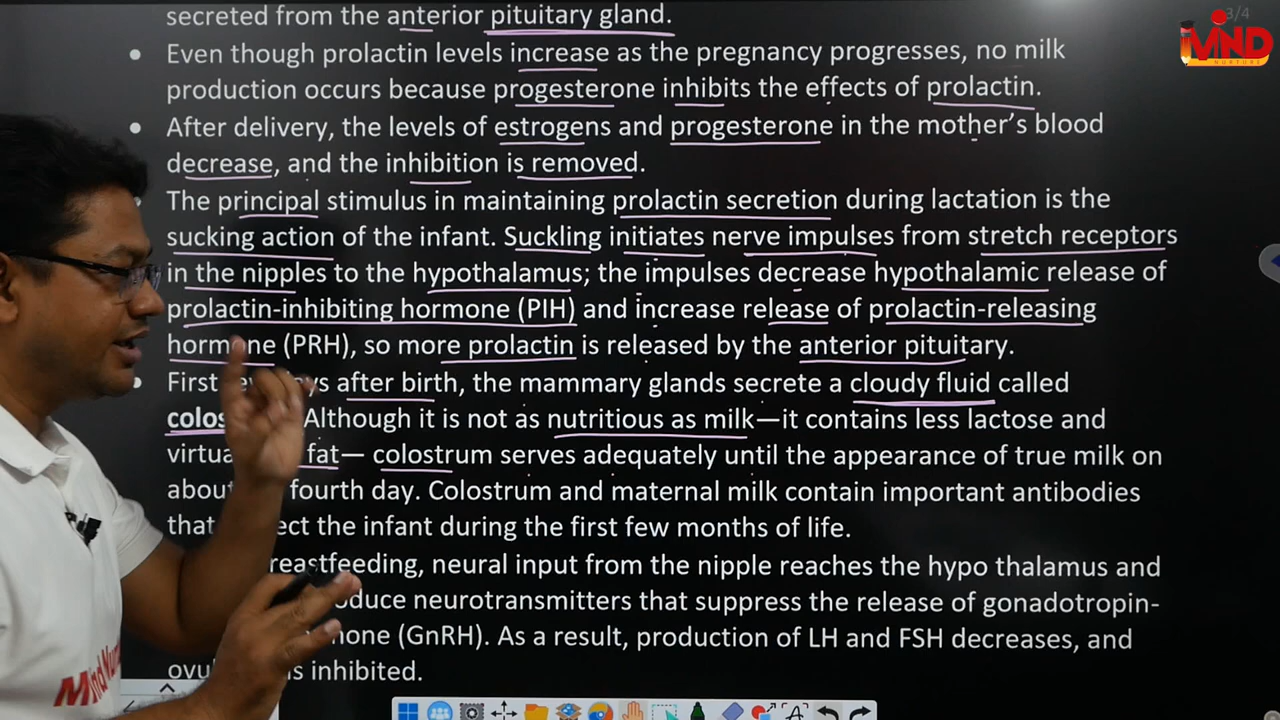 secreted from the anterior pituitary gland.
3/4
MIND
NURTURE
• Even though prolactin levels increase as the pregnancy progresses, no milk
production occurs because progesterone inhibits the effects of prolactin.
• After delivery, the levels of estrogens and progesterone in the mother's blood
decrease, and the inhibition is removed.
• The principal stimulus in maintaining prolactin secretion during lactation is the
sucking action of the infant. Suckling initiates nerve impulses from stretch receptors
in the nipples to the hypothalamus; the impulses decrease hypothalamic release of
prolactin-inhibiting hormone (PIH) and increase release of prolactin-releasing
hormone (PRH), so more prolactin is released by the anterior pituitary.
• First after birth, the mammary glands secrete a cloudy fluid called
colos Although it is not as nutritious as milk—it contains less lactose and
virtua fat— colostrum serves adequately until the appearance of true milk on
about fourth day. Colostrum and maternal milk contain important antibodies
that ect the infant during the first few months of life.
reastfeeding, neural input from the nipple reaches the hypo thalamus and
oduce neurotransmitters that suppress the release of gonadotropin-
mone (GnRH). As a result, production of LH and FSH decreases, and
ovu is inhibited.
Mind Nur